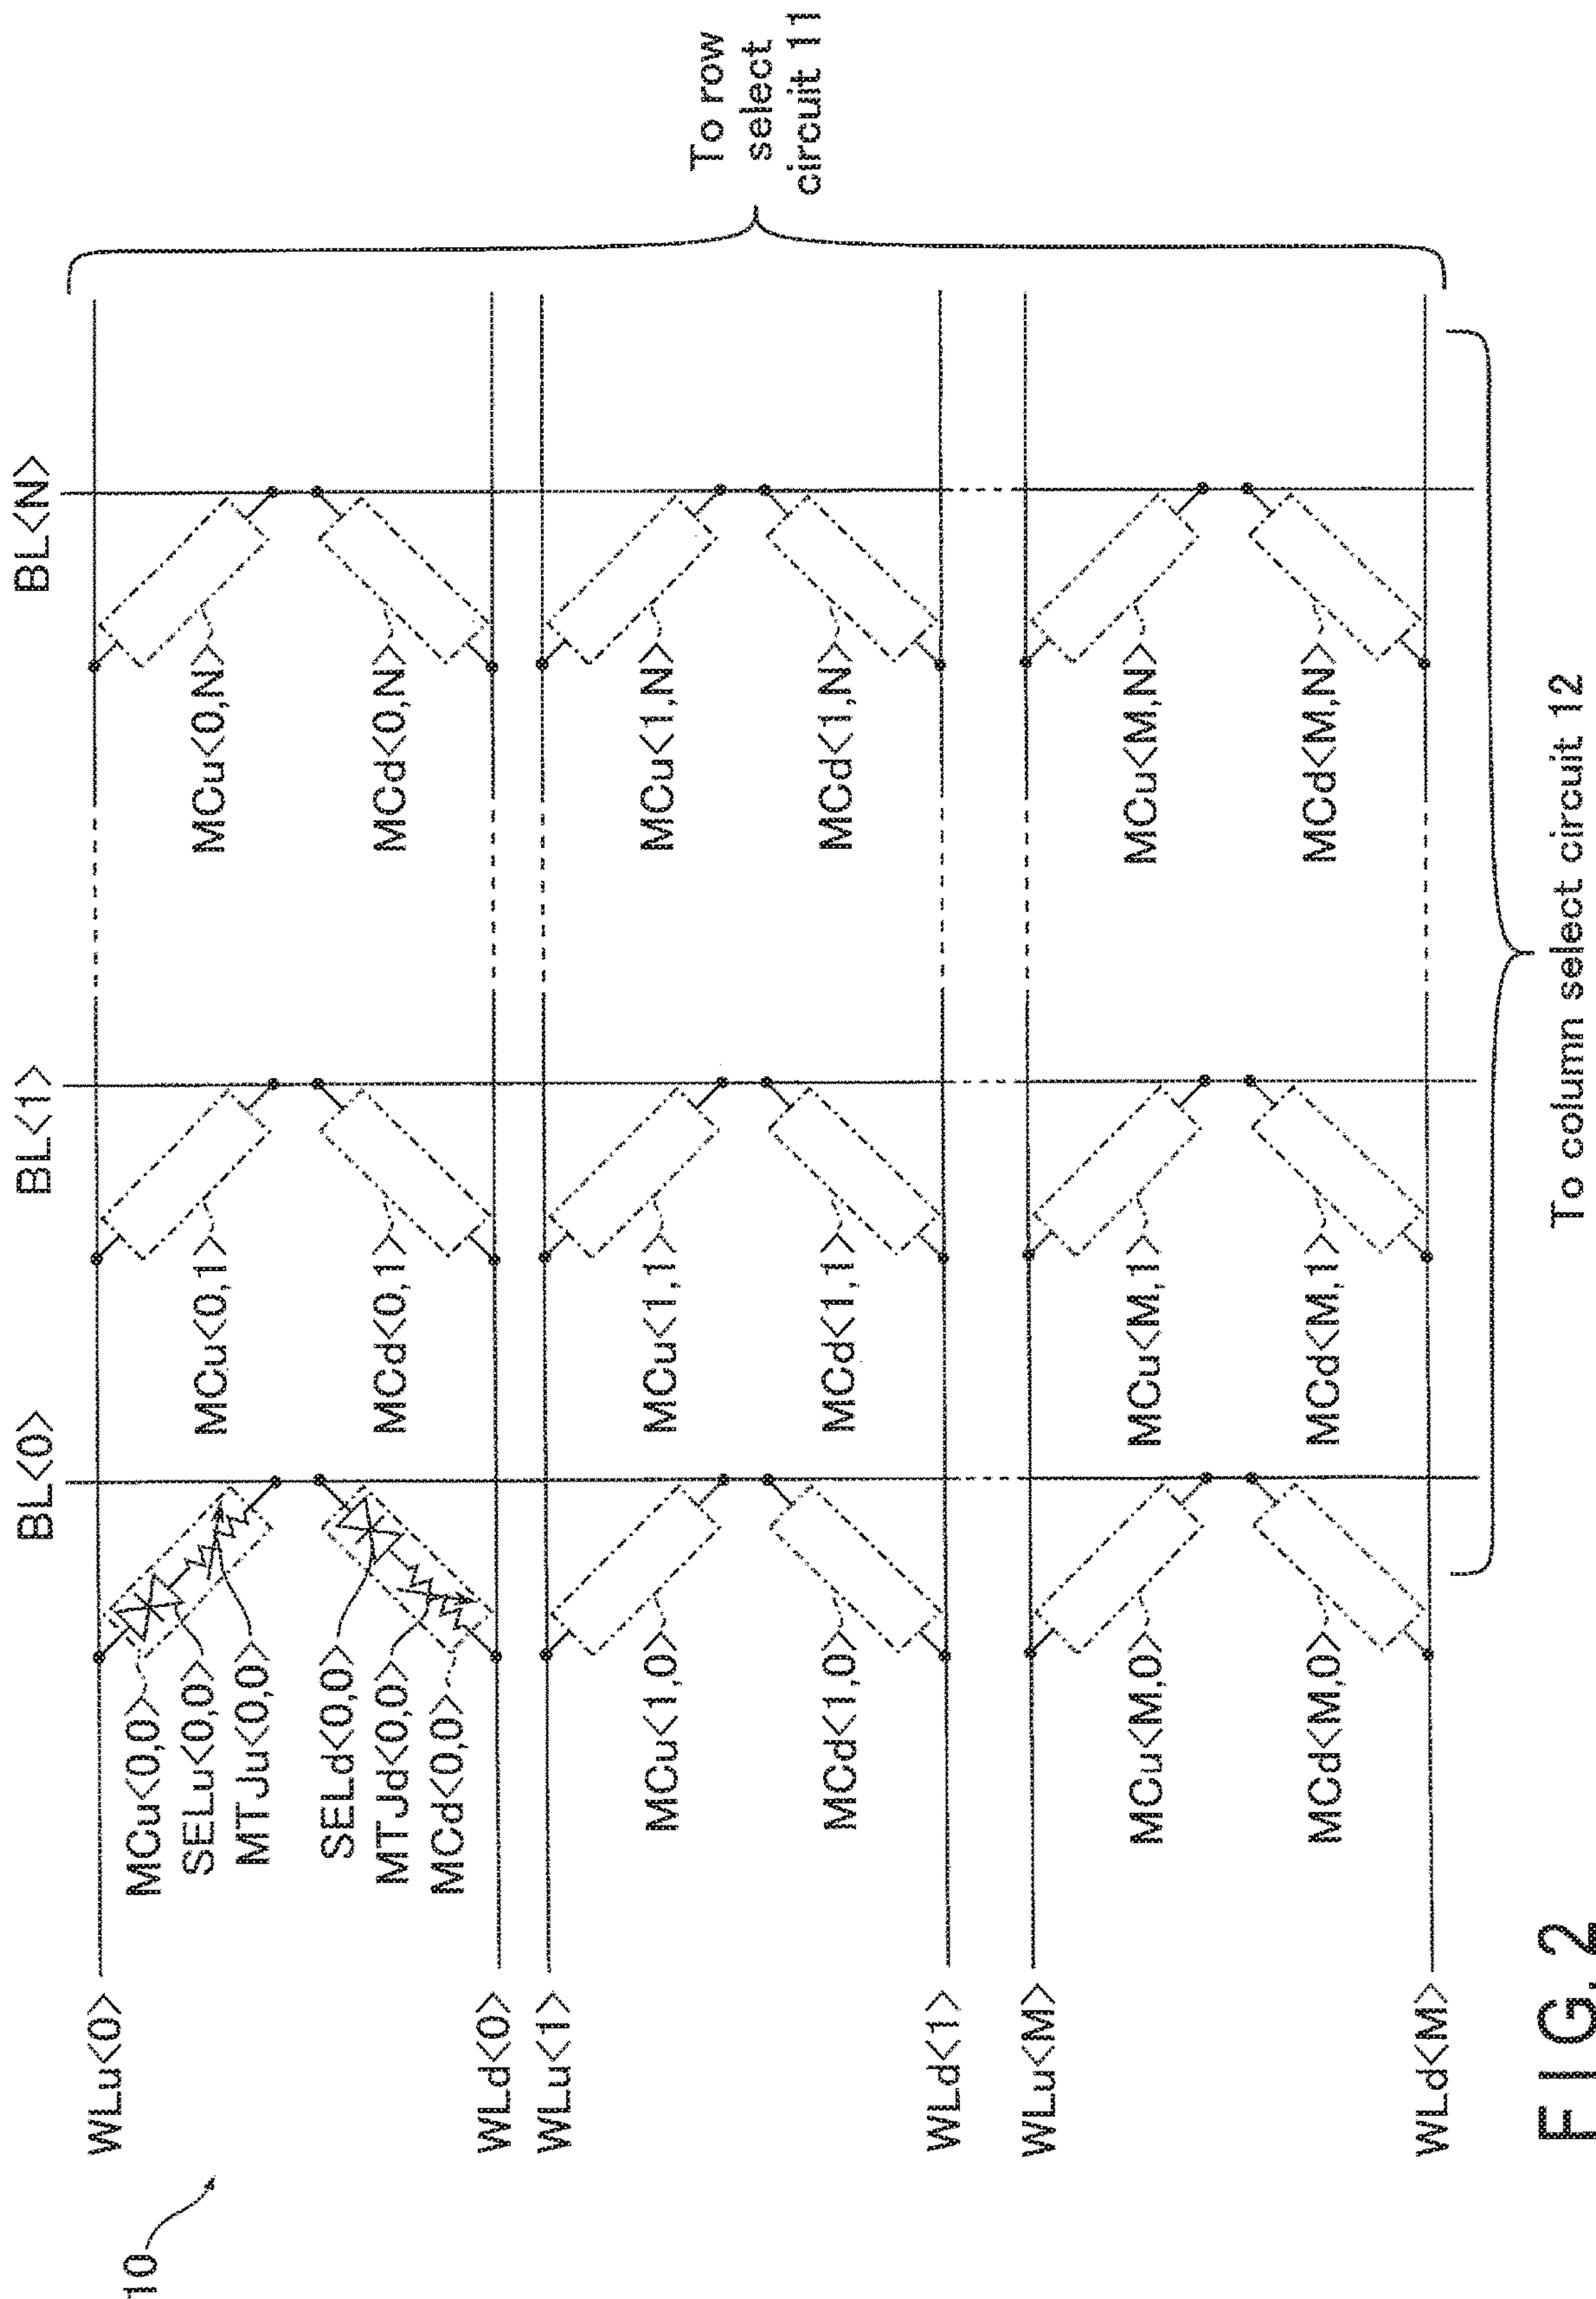 10
BL<0>
BL<1>
BL<N>
WLu<0>
MCu<0,0>
SELu<0,0>
MTJu<0,0>
MCu<0,1>
MCu<0,N>
SELd<0,0>
MTJd<0,0>
MCd<0,0>
MCd<0,1>
MCd<0,N>
WLd<0>
WLu<1>
MCu<1,0>
MCu<1,1>
MCu<1,N>
MCd<1,0>
MCd<1,1>
MCd<1,N>
WLd<1>
WLu<M>
MCu<M,0>
MCu<M,1>
MCu<M,N>
MCd<M,0>
MCd<M,1>
MCd<M,N>
WLd<M>
To row
select
circuit 11
To column select circuit 12
FIG. 2